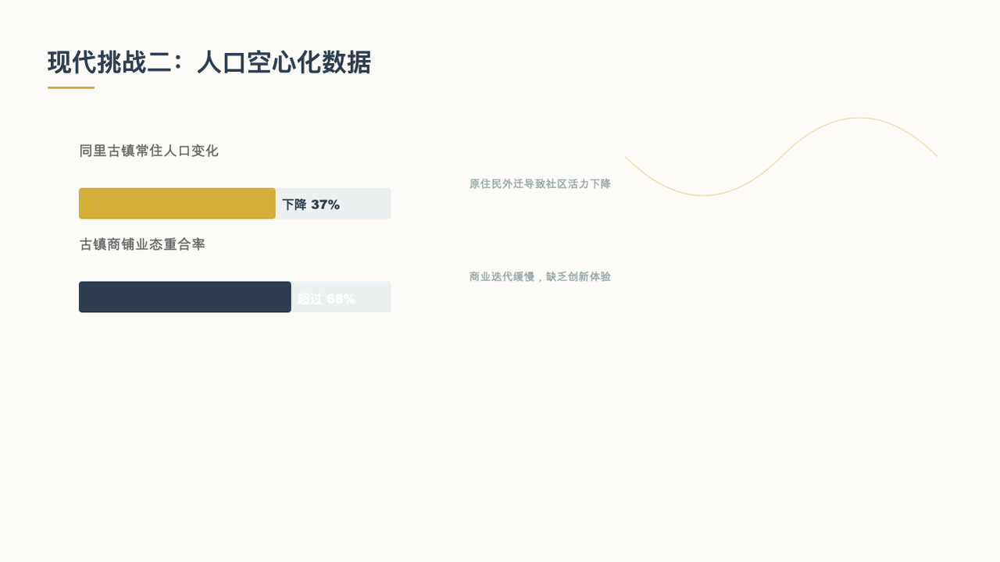 现代挑战二：人口空心化数据
同里古镇常住人口变化
原住民外迁导致社区活力下降
下降 37%
古镇商铺业态重合率
商业迭代缓慢，缺乏创新体验
超过 68%